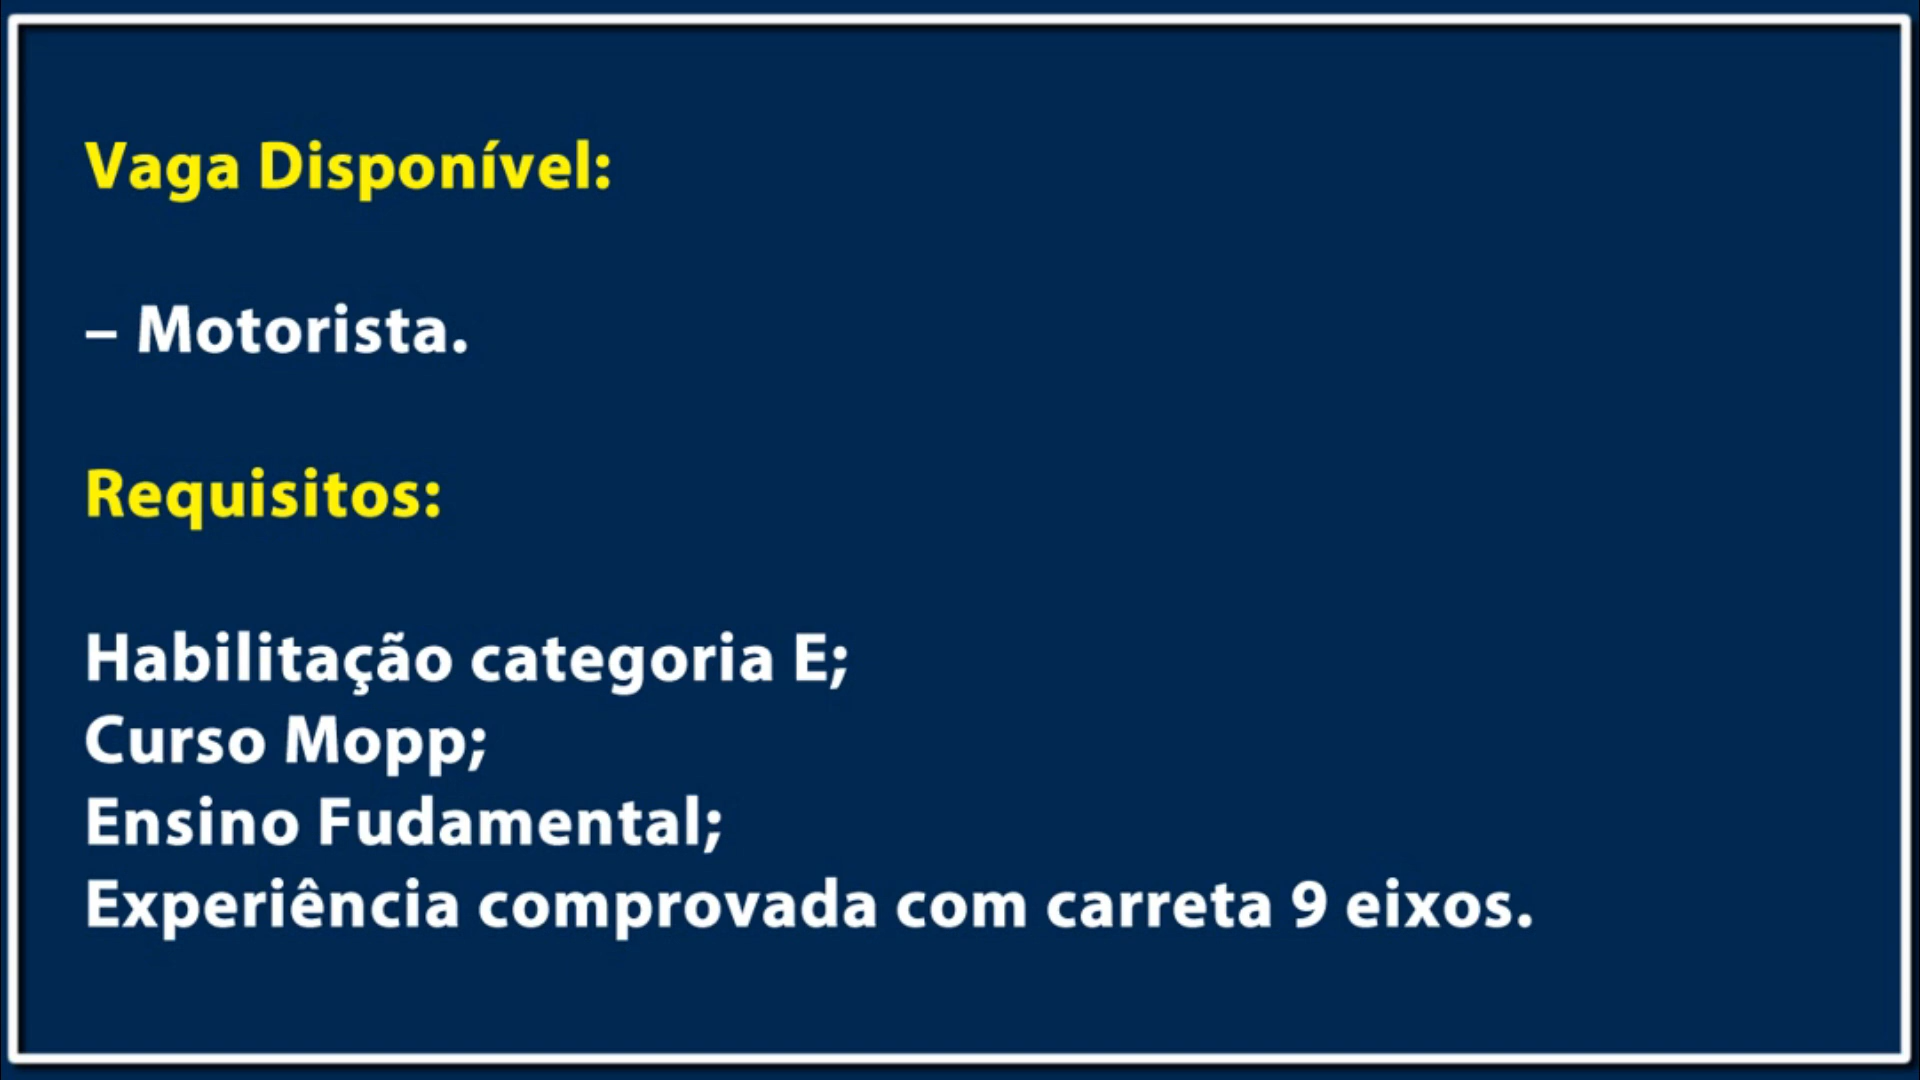 Vaga Disponível:
– Motorista.
Requisitos:
Habilitação categoria E;
Curso Mopp;
Ensino Fudamental;
Experiência comprovada com carreta 9 eixos.